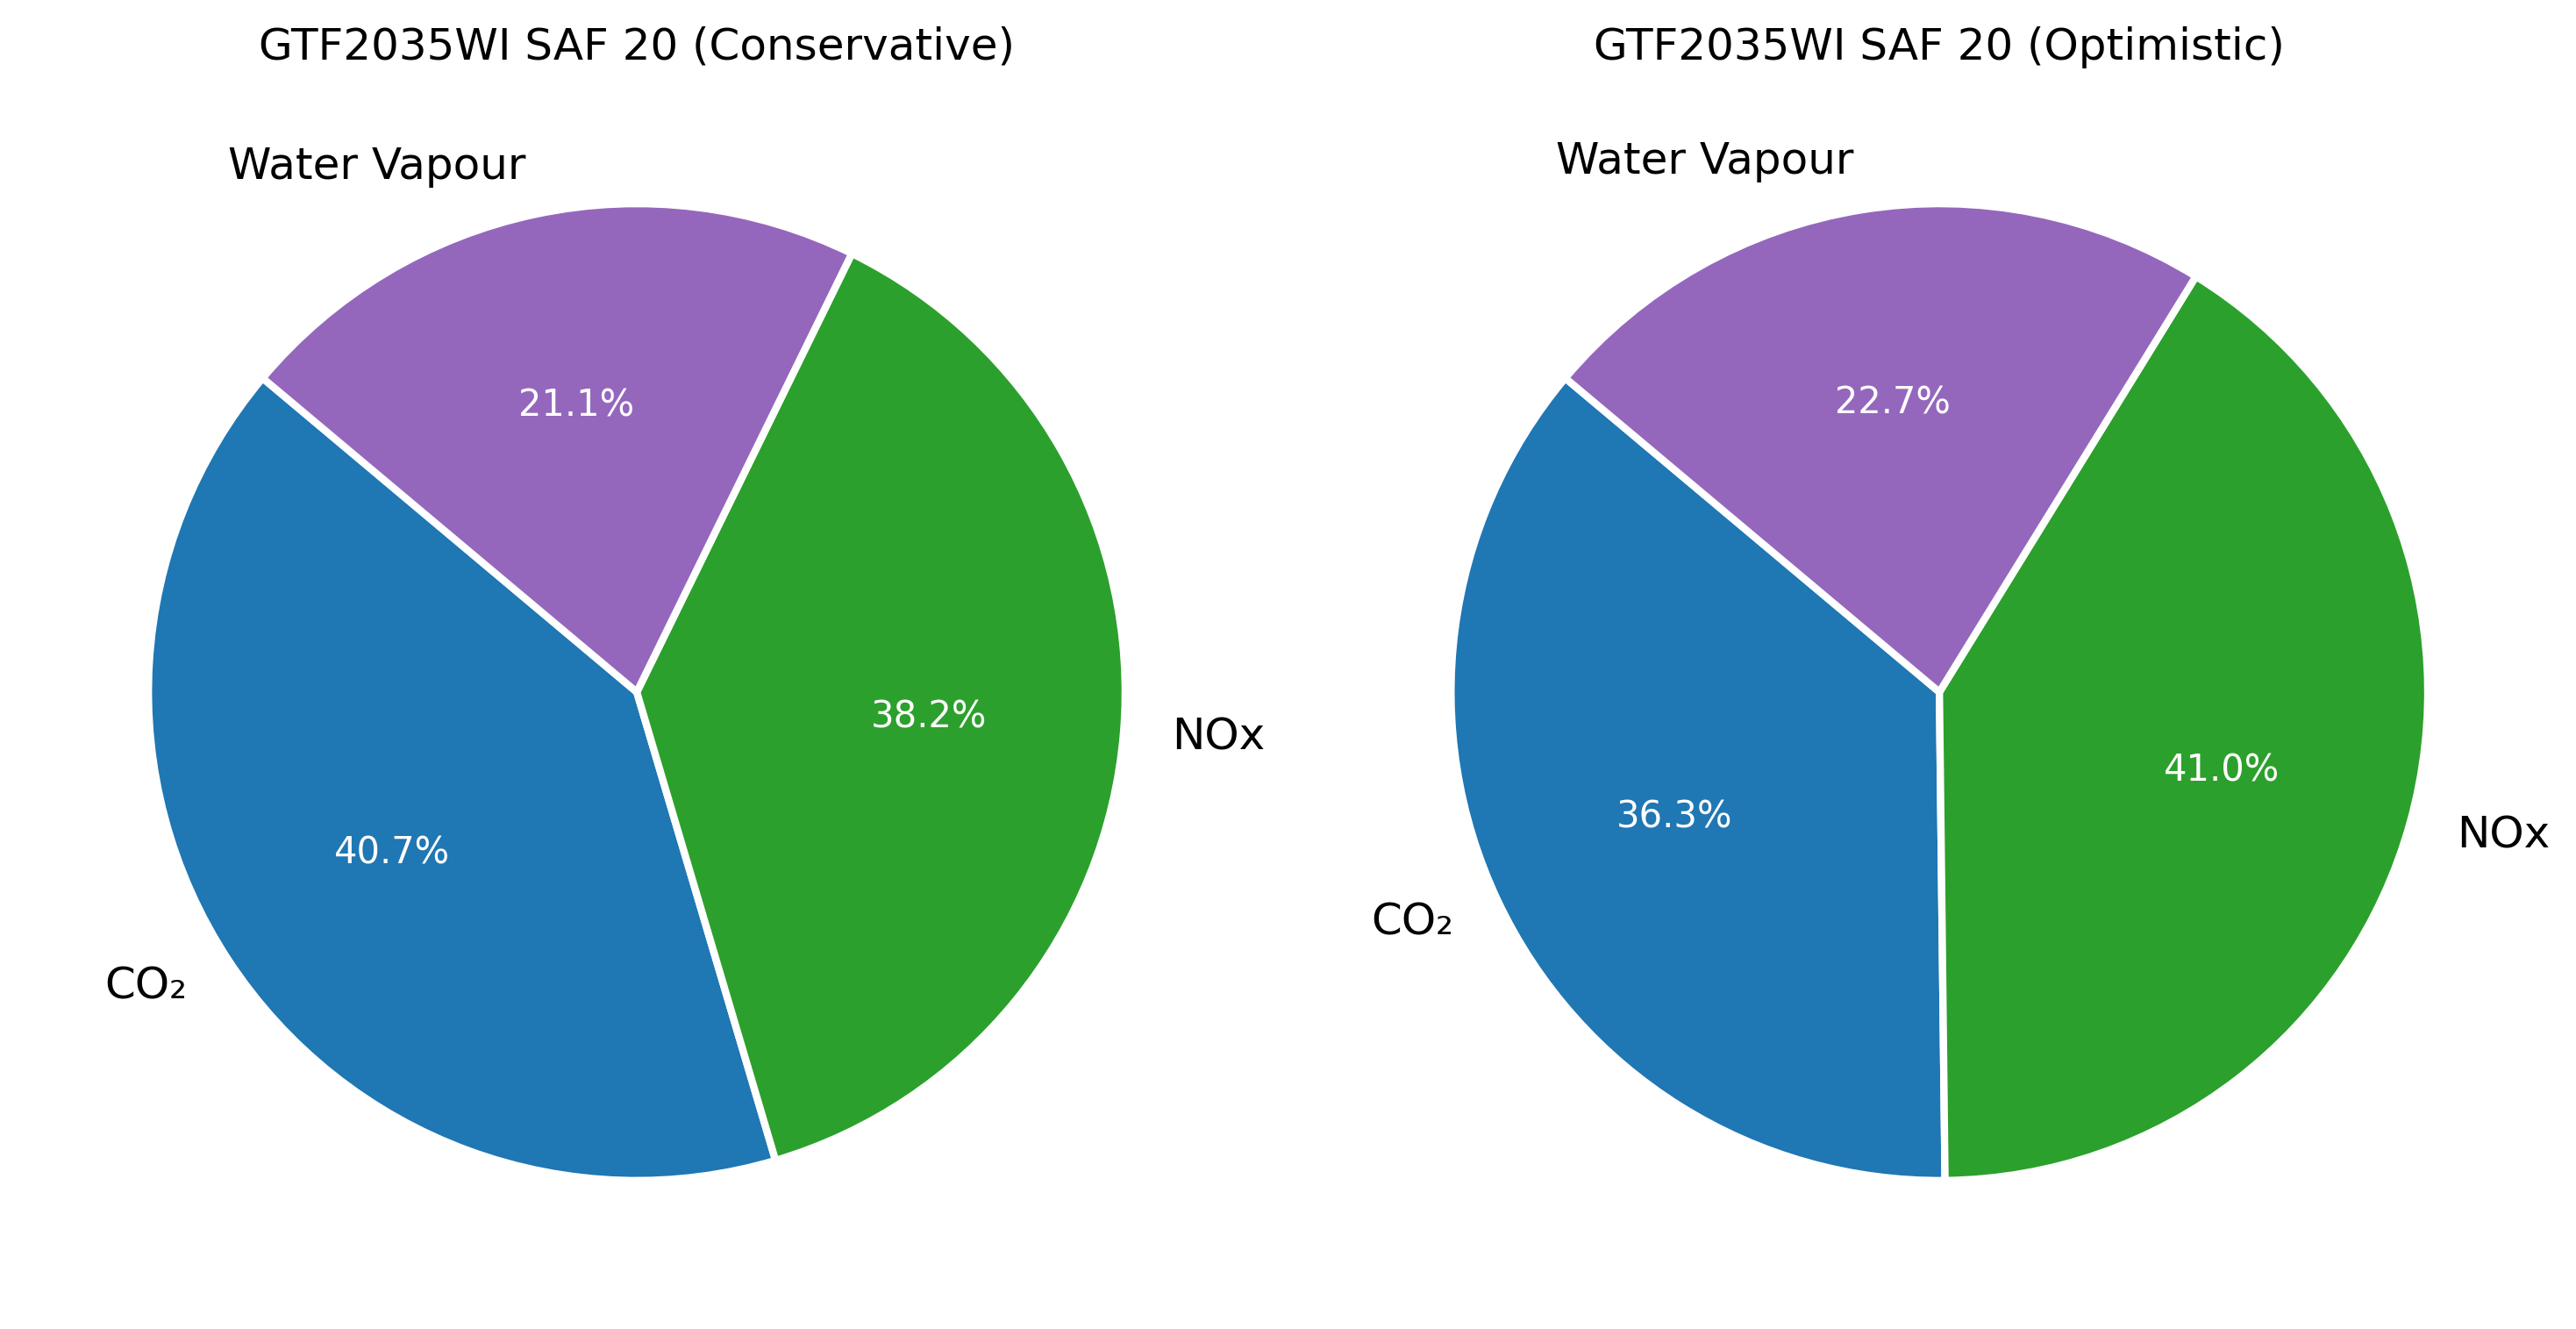 GTF2035WI SAF 20 (Conservative)
Water Vapour
21.1%
38.2%
NOx
40.7%
CO₂
GTF2035WI SAF 20 (Optimistic)
Water Vapour
22.7%
41.0%
NOx
36.3%
CO₂